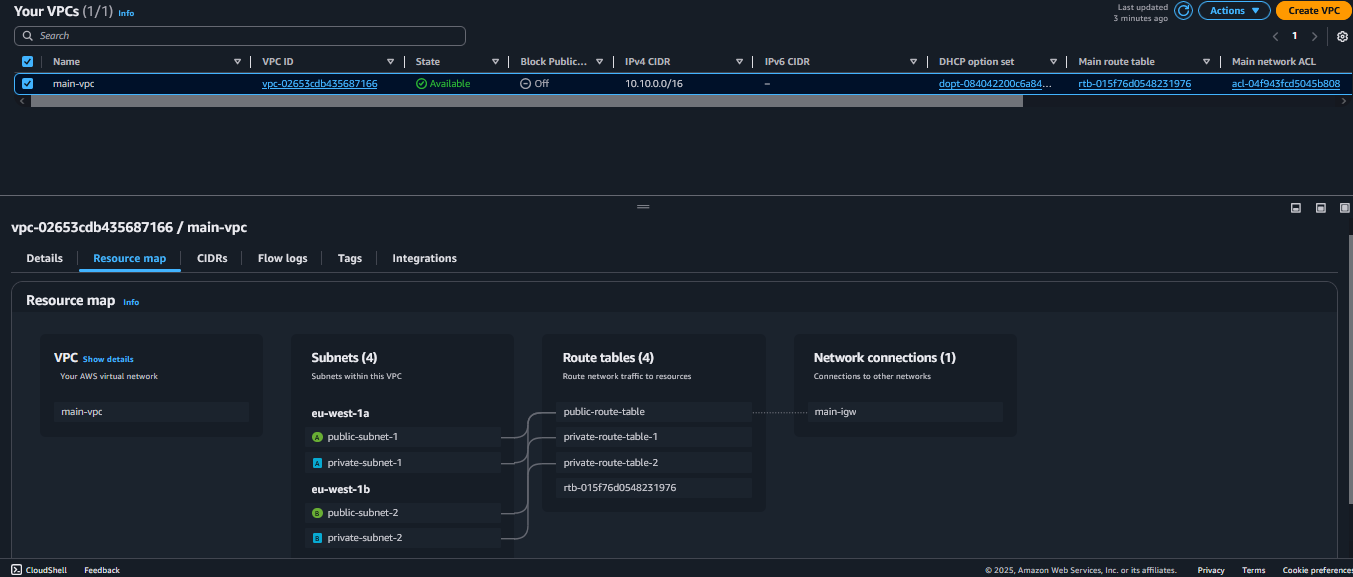 Your VPCs (1/1) Info
Last updated
3 minutes ago
Actions
Create VPC
Search
1
Name VPC ID State Block Public... IPv4 CIDR IPv6 CIDR DHCP option set Main route table Main network ACL
main-vpc vpc-02653cdb435687166 Available Off 10.10.0.0/16 – dopt-084042200c6a84... rtb-015f76d0548231976 acl-04f943fcd5045b808
vpc-02653cdb435687166 / main-vpc
Details Resource map CIDRs Flow logs Tags Integrations
Resource map Info
VPC Show details
Your AWS virtual network
main-vpc
Subnets (4)
Subnets within this VPC
eu-west-1a
A public-subnet-1
A private-subnet-1
eu-west-1b
B public-subnet-2
B private-subnet-2
Route tables (4)
Route network traffic to resources
public-route-table
private-route-table-1
private-route-table-2
rtb-015f76d0548231976
Network connections (1)
Connections to other networks
main-igw
CloudShell Feedback © 2025, Amazon Web Services, Inc. or its affiliates. Privacy Terms Cookie preferences